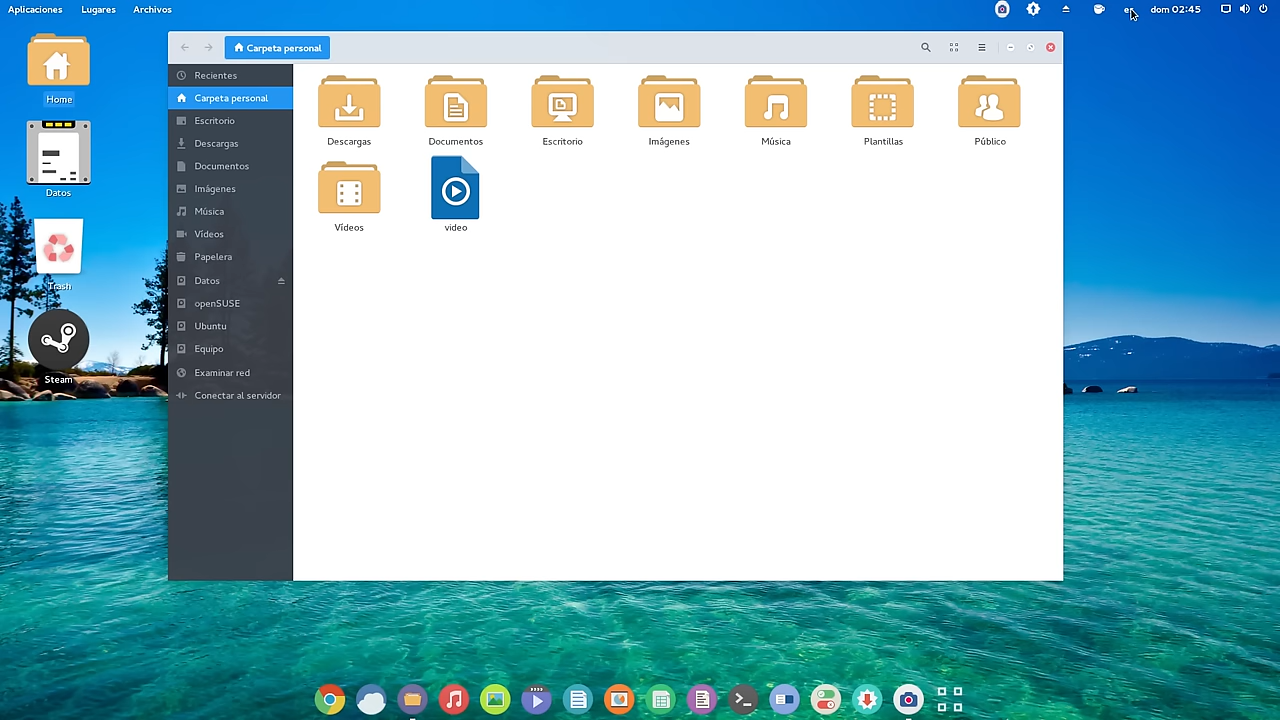 Aplicaciones Lugares Archivos dom 02:45
Home
Datos
Trash
Steam
Carpeta personal
Recientes
Carpeta personal
Escritorio
Descargas
Documentos
Imágenes
Música
Vídeos
Papelera
Datos
openSUSE
Ubuntu
Equipo
Examinar red
Conectar al servidor
Descargas Documentos Escritorio Imágenes Música Plantillas Público
Vídeos video